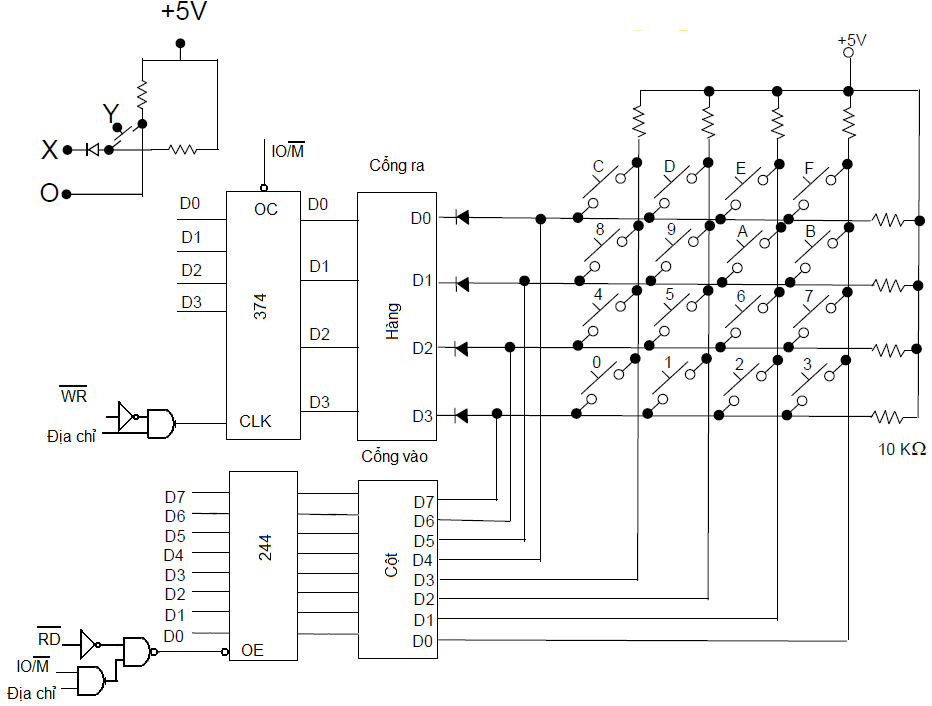 +5V
+5V
Y
X
O
IO/M̅
Cổng ra
C D E F
D0 OC D0 D0
8 9 A B
D1 D1 D1
D2 374 Hàng
4 5 6 7
D3 D2 D2
0 1 2 3
W̅R̅ D3 D3
Địa chỉ CLK
10 KΩ
Cổng vào
D7 D7
D6 D6
D5 D5
D4 244 Cột D4
D3 D3
D2 D2
D1 D1
D0 D0
R̅D̅ OE
IO/M̅
Địa chỉ